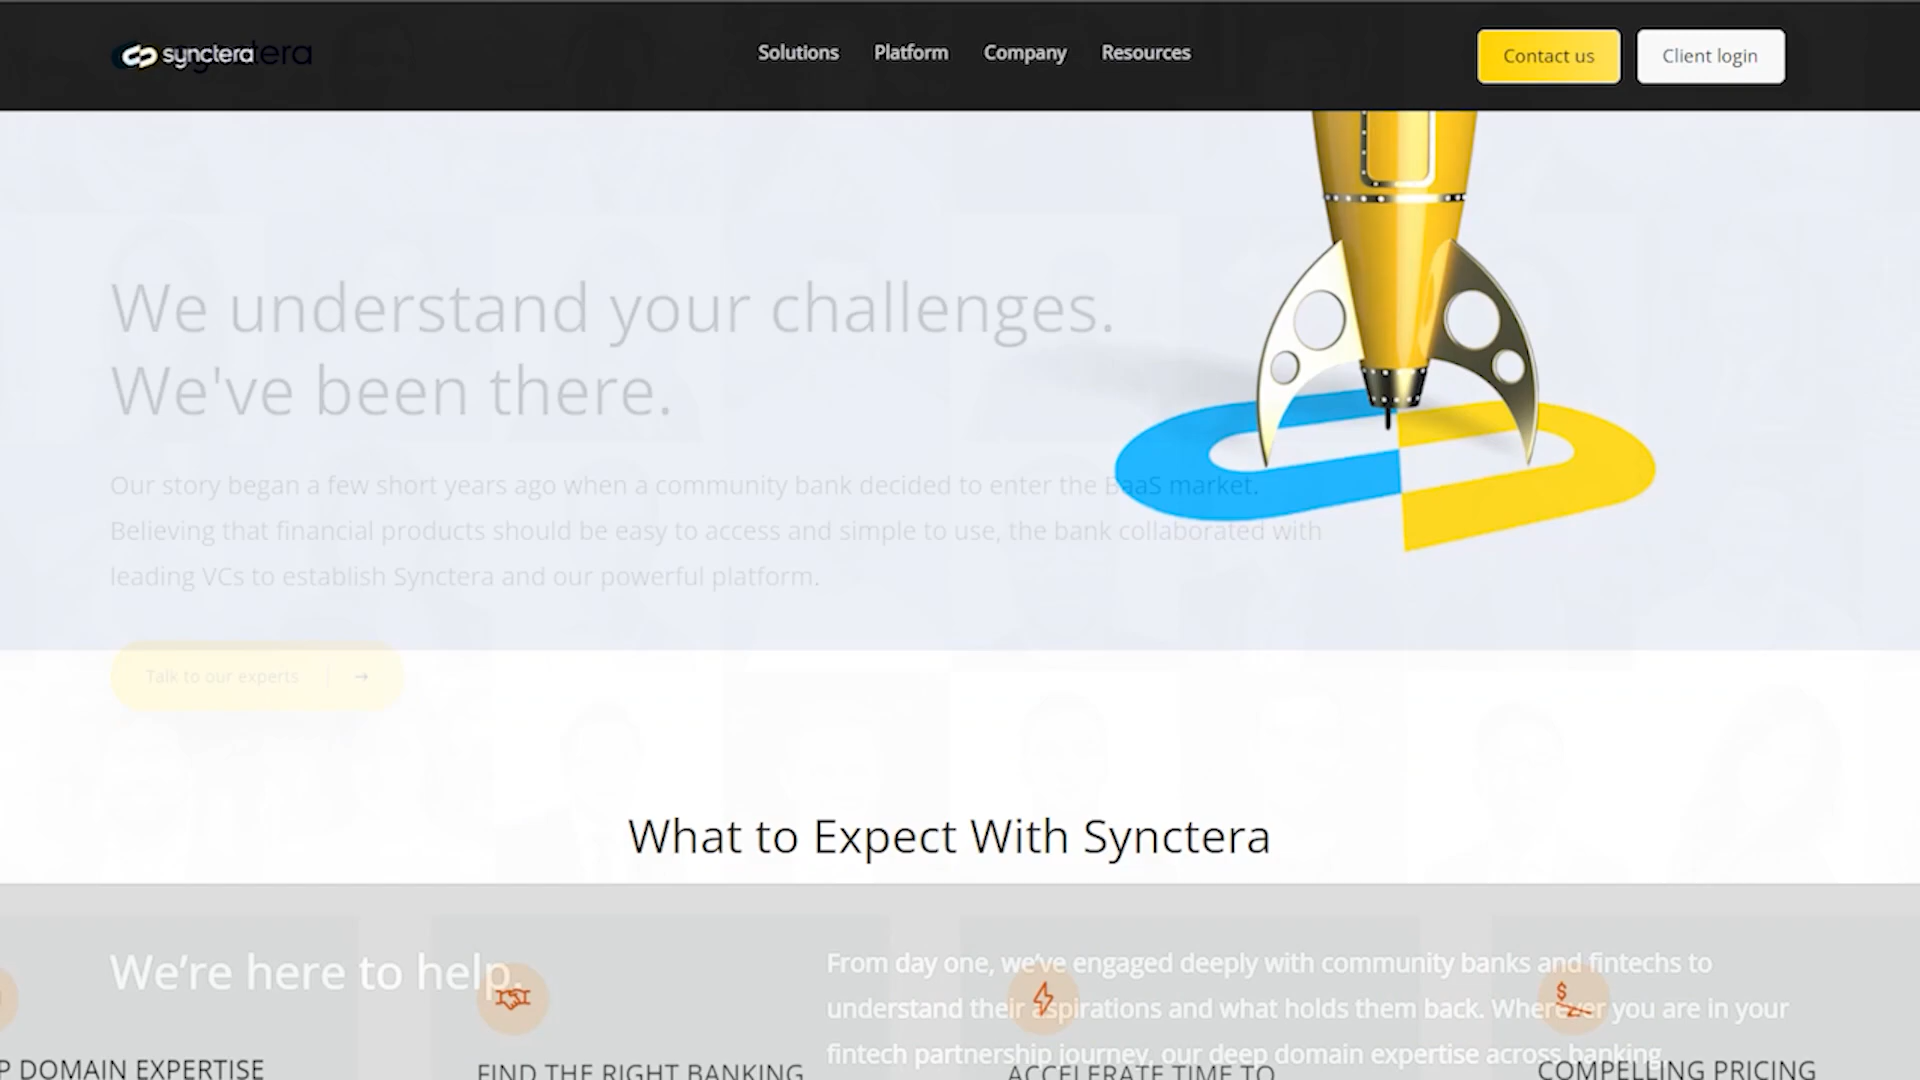 synctera
Solutions
Platform
Company
Resources
Contact us
Client login
We understand your challenges.
We've been there.
Our story began a few short years ago when a community bank decided to enter the BaaS market.
Believing that financial products should be easy to access and simple to use, the bank collaborated with
leading VCs to establish Synctera and our powerful platform.
Talk to our experts →
What to Expect With Synctera
We’re here to help.
From day one, we’ve engaged deeply with community banks and fintechs to
understand their aspirations and what holds them back. Wherever you are in your
fintech partnership journey, our deep domain expertise across banking
P DOMAIN EXPERTISE
FIND THE RIGHT BANKING
ACCELERATE TIME TO
COMPELLING PRICING